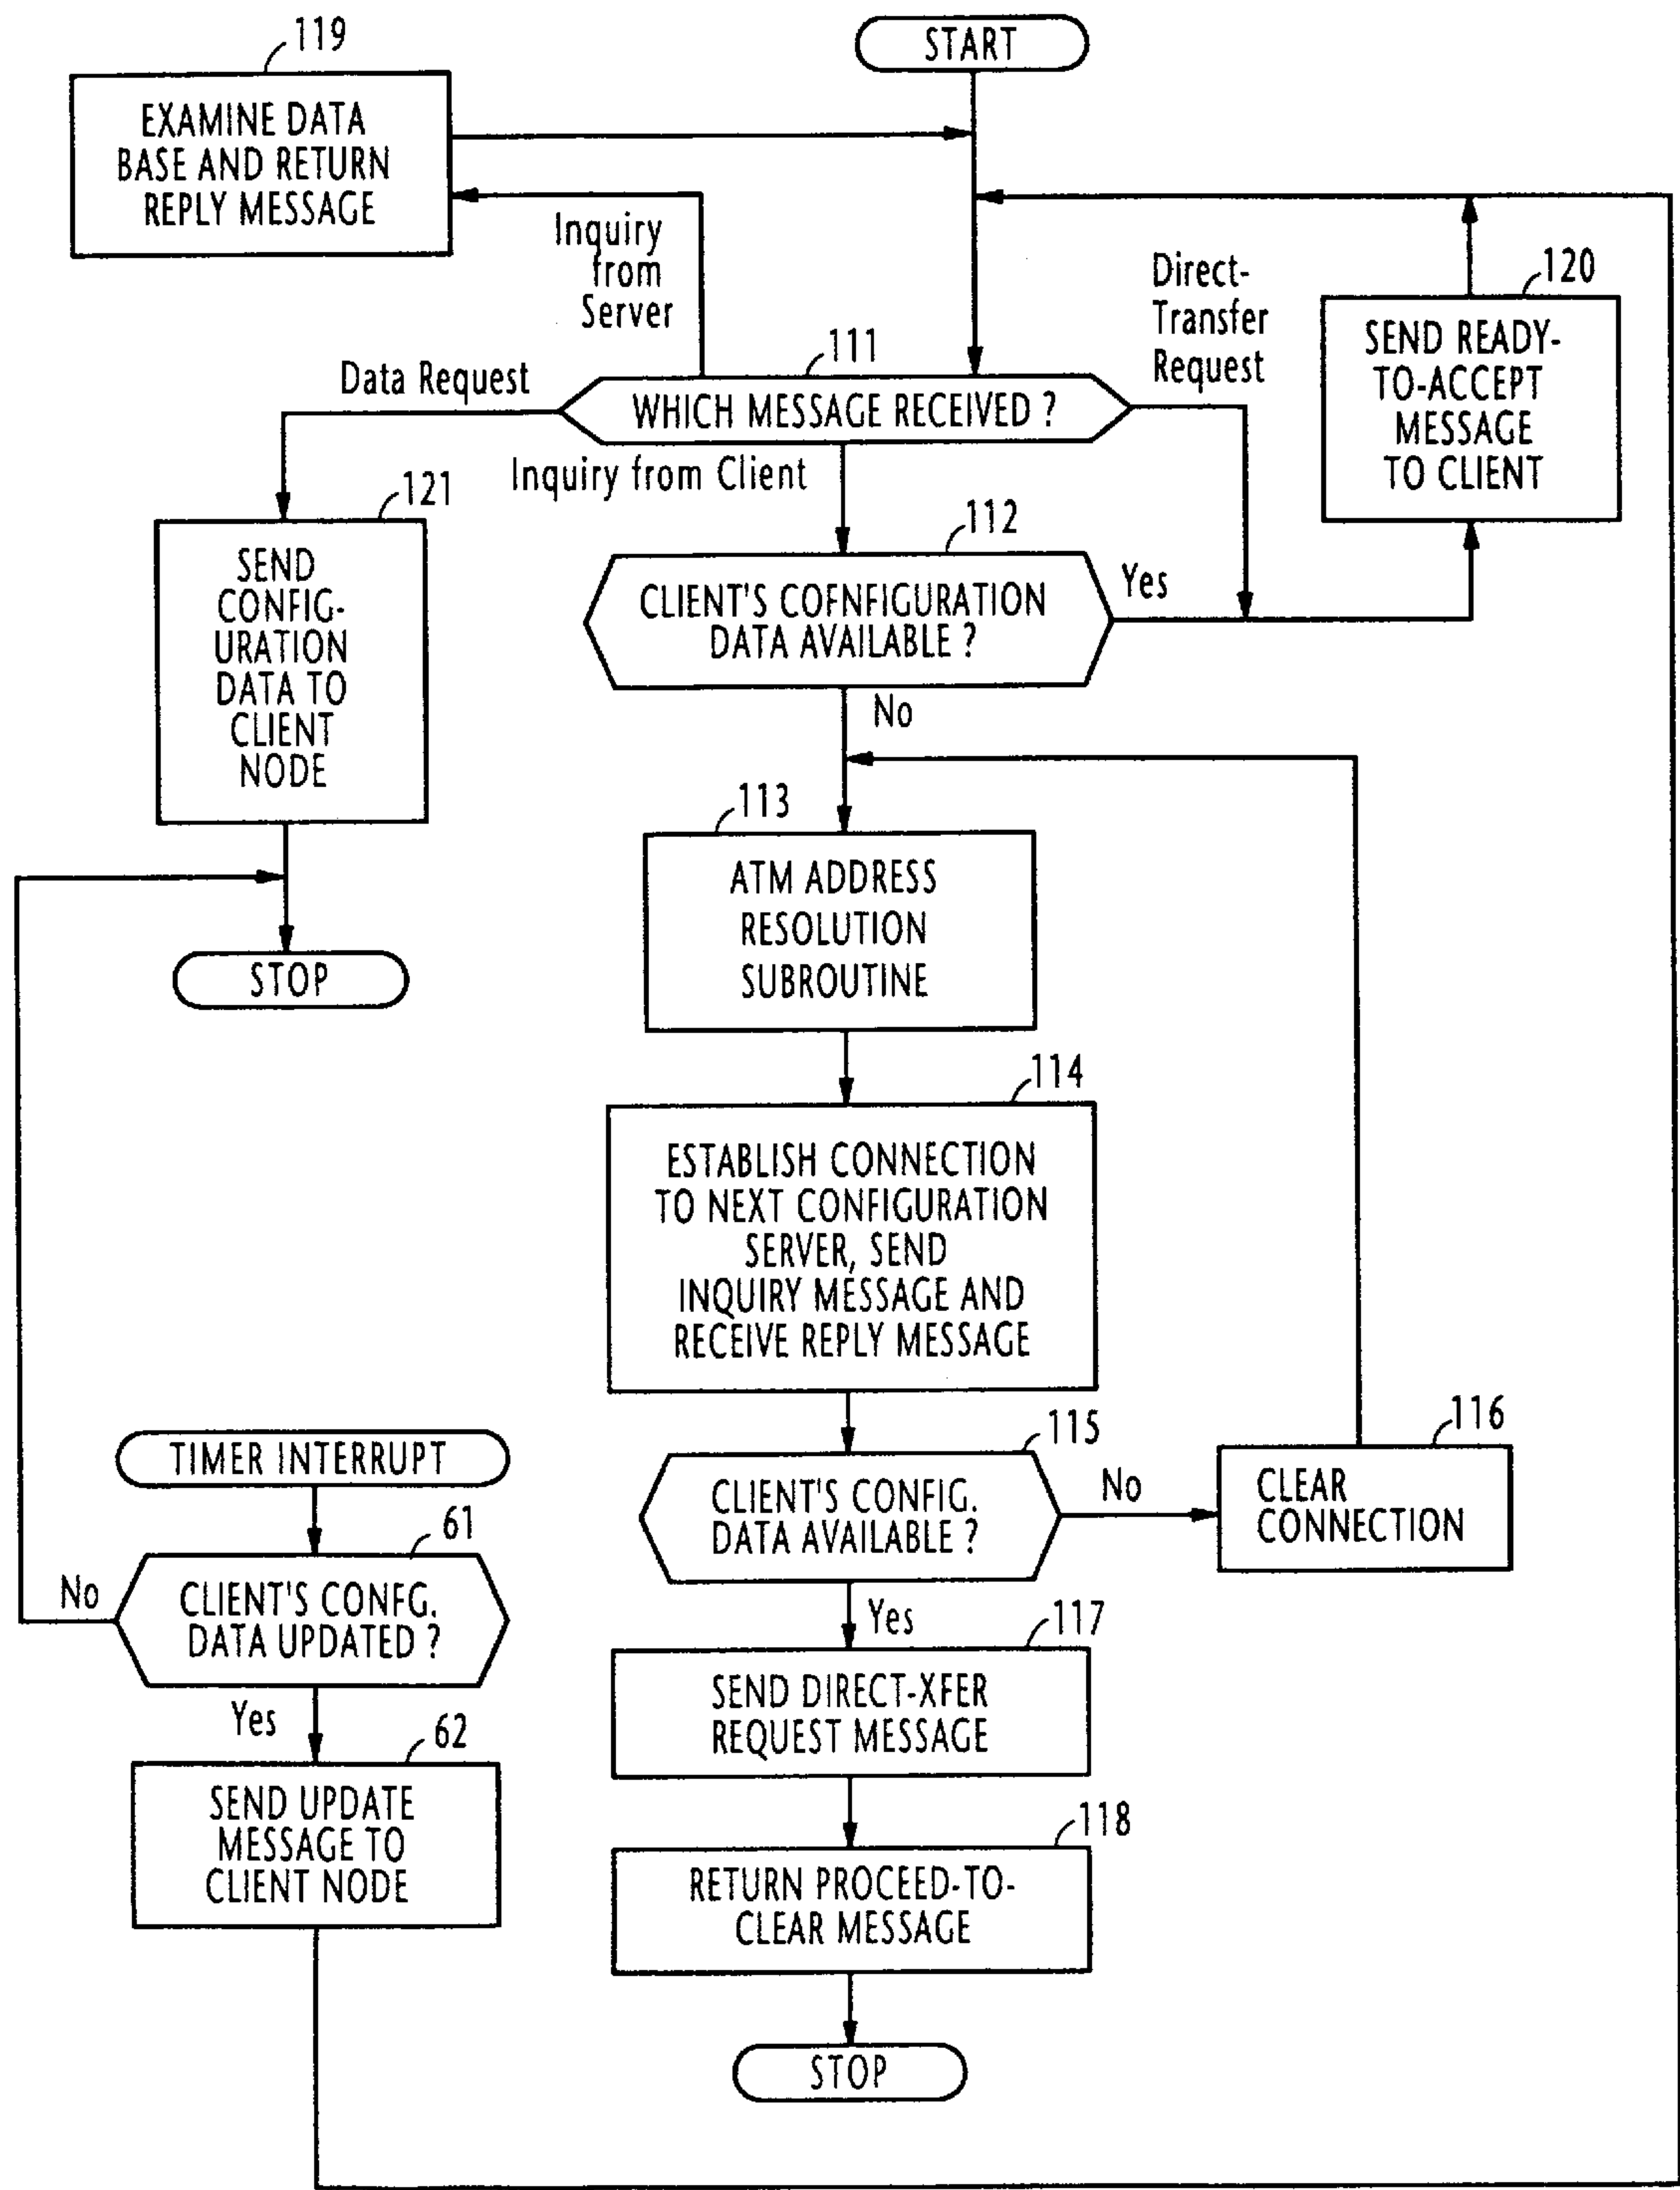 START
119
EXAMINE DATA
BASE AND RETURN
REPLY MESSAGE
Inquiry
from
Server
Direct-
Transfer
Request
120
SEND READY-
TO-ACCEPT
MESSAGE
TO CLIENT
111
WHICH MESSAGE RECEIVED ?
Data Request
Inquiry from Client
121
SEND
CONFIG-
URATION
DATA TO
CLIENT
NODE
STOP
112
CLIENT'S COFNFIGURATION
DATA AVAILABLE ?
Yes
No
113
ATM ADDRESS
RESOLUTION
SUBROUTINE
114
ESTABLISH CONNECTION
TO NEXT CONFIGURATION
SERVER, SEND
INQUIRY MESSAGE AND
RECEIVE REPLY MESSAGE
115
CLIENT'S CONFIG.
DATA AVAILABLE ?
No
116
CLEAR
CONNECTION
Yes
117
SEND DIRECT-XFER
REQUEST MESSAGE
118
RETURN PROCEED-TO-
CLEAR MESSAGE
STOP
TIMER INTERRUPT
61
CLIENT'S CONFG.
DATA UPDATED ?
No
Yes
62
SEND UPDATE
MESSAGE TO
CLIENT NODE